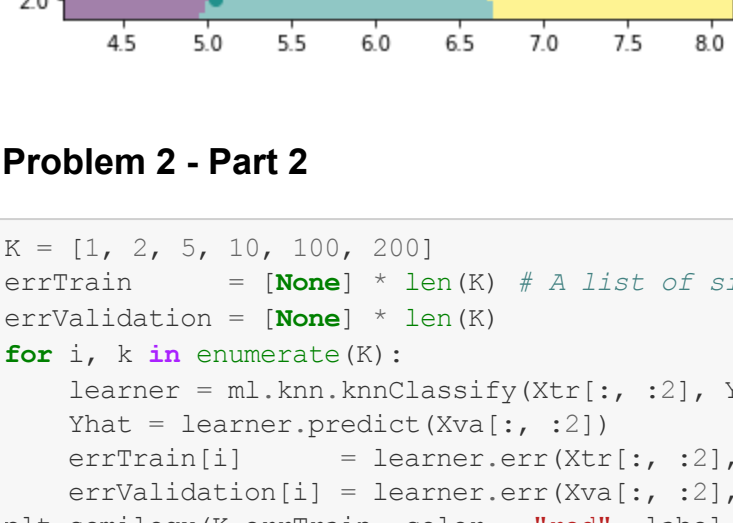 2.0
4.5 5.0 5.5 6.0 6.5 7.0 7.5 8.0
Problem 2 - Part 2
K = [1, 2, 5, 10, 100, 200]
errTrain      = [None] * len(K) # A list of
errValidation = [None] * len(K)
for i, k in enumerate(K):
    learner = ml.knn.knnClassify(Xtr[:, :2],
    Yhat = learner.predict(Xva[:, :2])
    errTrain[i]      = learner.err(Xtr[:, :2],
    errValidation[i] = learner.err(Xva[:, :2],
"red"